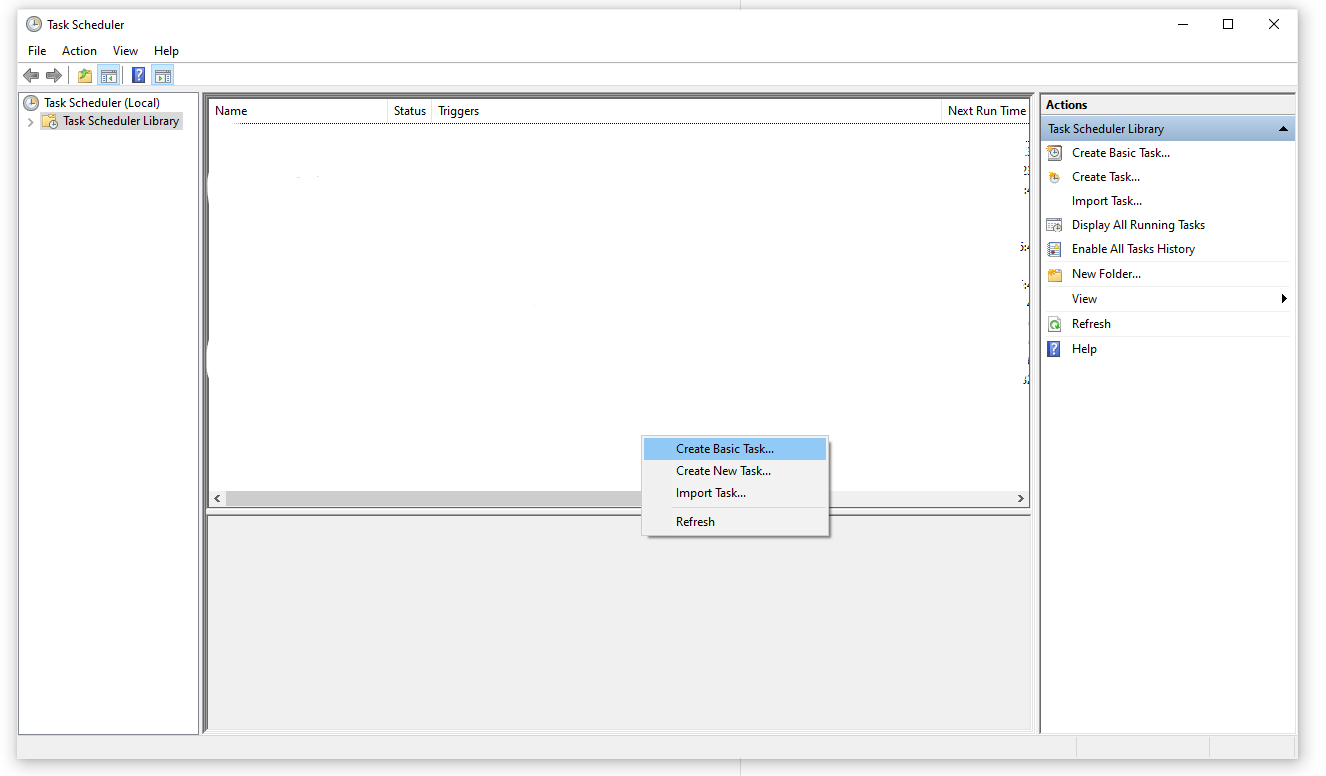 Task Scheduler
File Action View Help
Task Scheduler (Local)
Task Scheduler Library
Name Status Triggers Next Run Time
Create Basic Task...
Create New Task...
Import Task...
Refresh
Actions
Task Scheduler Library
Create Basic Task...
Create Task...
Import Task...
Display All Running Tasks
Enable All Tasks History
New Folder...
View
Refresh
Help